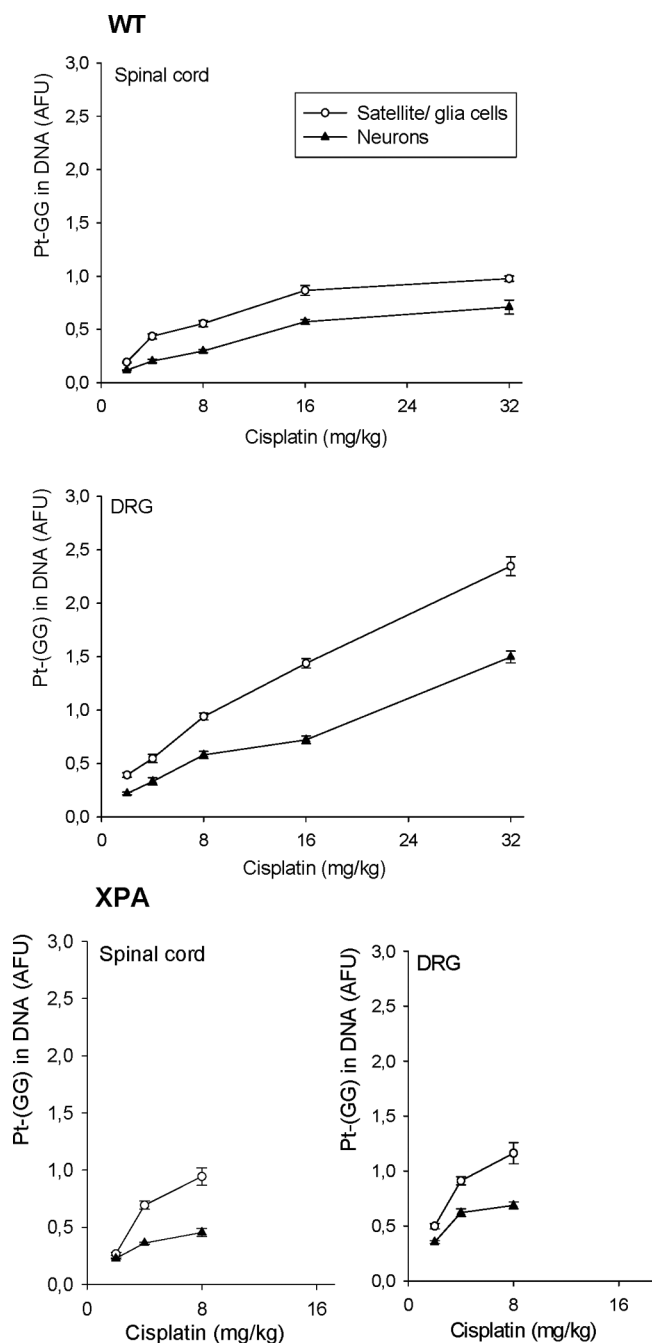 WT
Spinal cord
Satellite/ glia cells
Neurons
Pt-GG in DNA (AFU)
3,0
2,5
2,0
1,5
1,0
0,5
0,0
0 8 16 24 32
Cisplatin (mg/kg)
DRG
Pt-(GG) in DNA (AFU)
3,0
2,5
2,0
1,5
1,0
0,5
0,0
0 8 16 24 32
Cisplatin (mg/kg)
XPA
Spinal cord
Pt-(GG) in DNA (AFU)
3,0
2,5
2,0
1,5
1,0
0,5
0,0
0 8 16
Cisplatin (mg/kg)
DRG
Pt-(GG) in DNA (AFU)
3,0
2,5
2,0
1,5
1,0
0,5
0,0
0 8 16
Cisplatin (mg/kg)